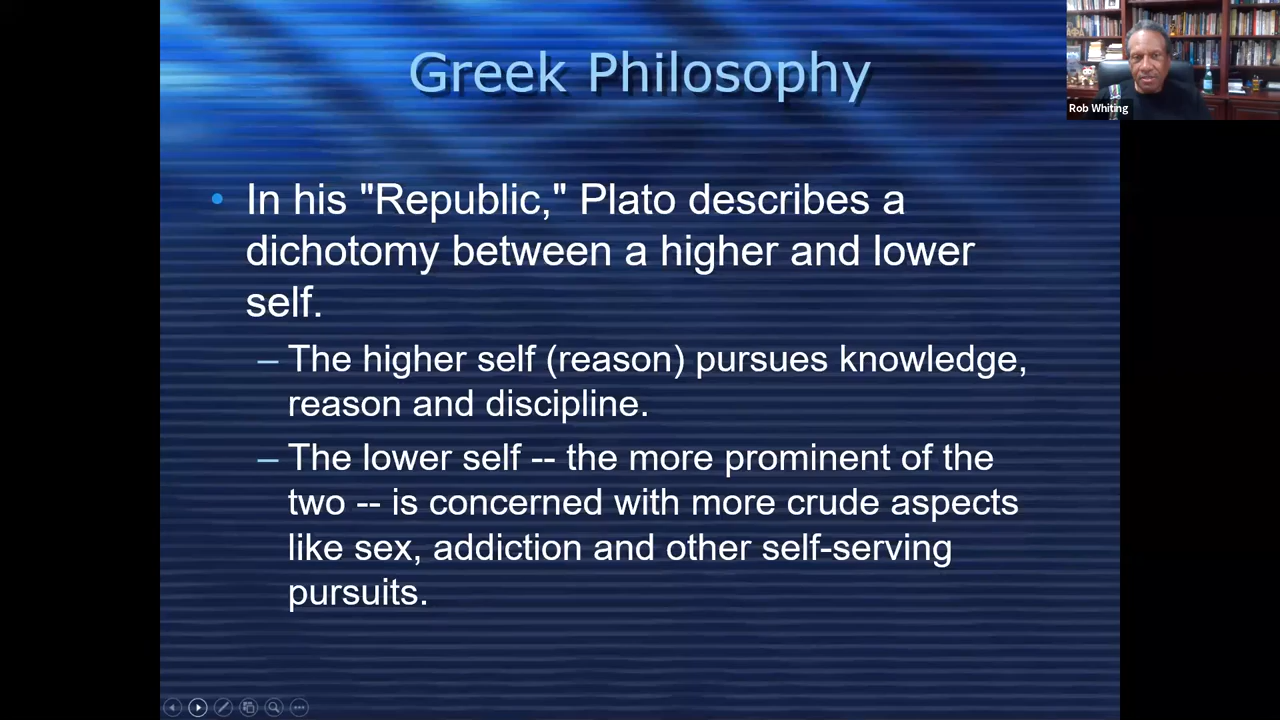 Greek Philosophy
Rob Whiting
• In his "Republic," Plato describes a
dichotomy between a higher and lower
self.
– The higher self (reason) pursues knowledge,
reason and discipline.
– The lower self -- the more prominent of the
two -- is concerned with more crude aspects
like sex, addiction and other self-serving
pursuits.